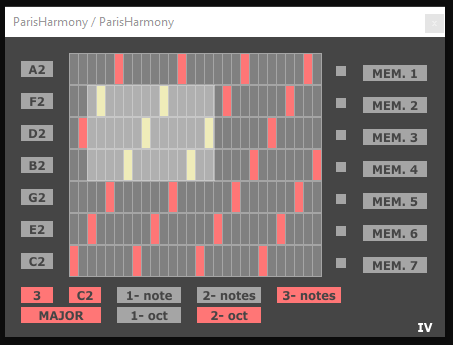 ParisHarmony / ParisHarmony
A2 MEM. 1
F2 MEM. 2
D2 MEM. 3
B2 MEM. 4
G2 MEM. 5
E2 MEM. 6
C2 MEM. 7
3 C2 1- note 2- notes 3- notes
MAJOR 1- oct 2- oct
IV